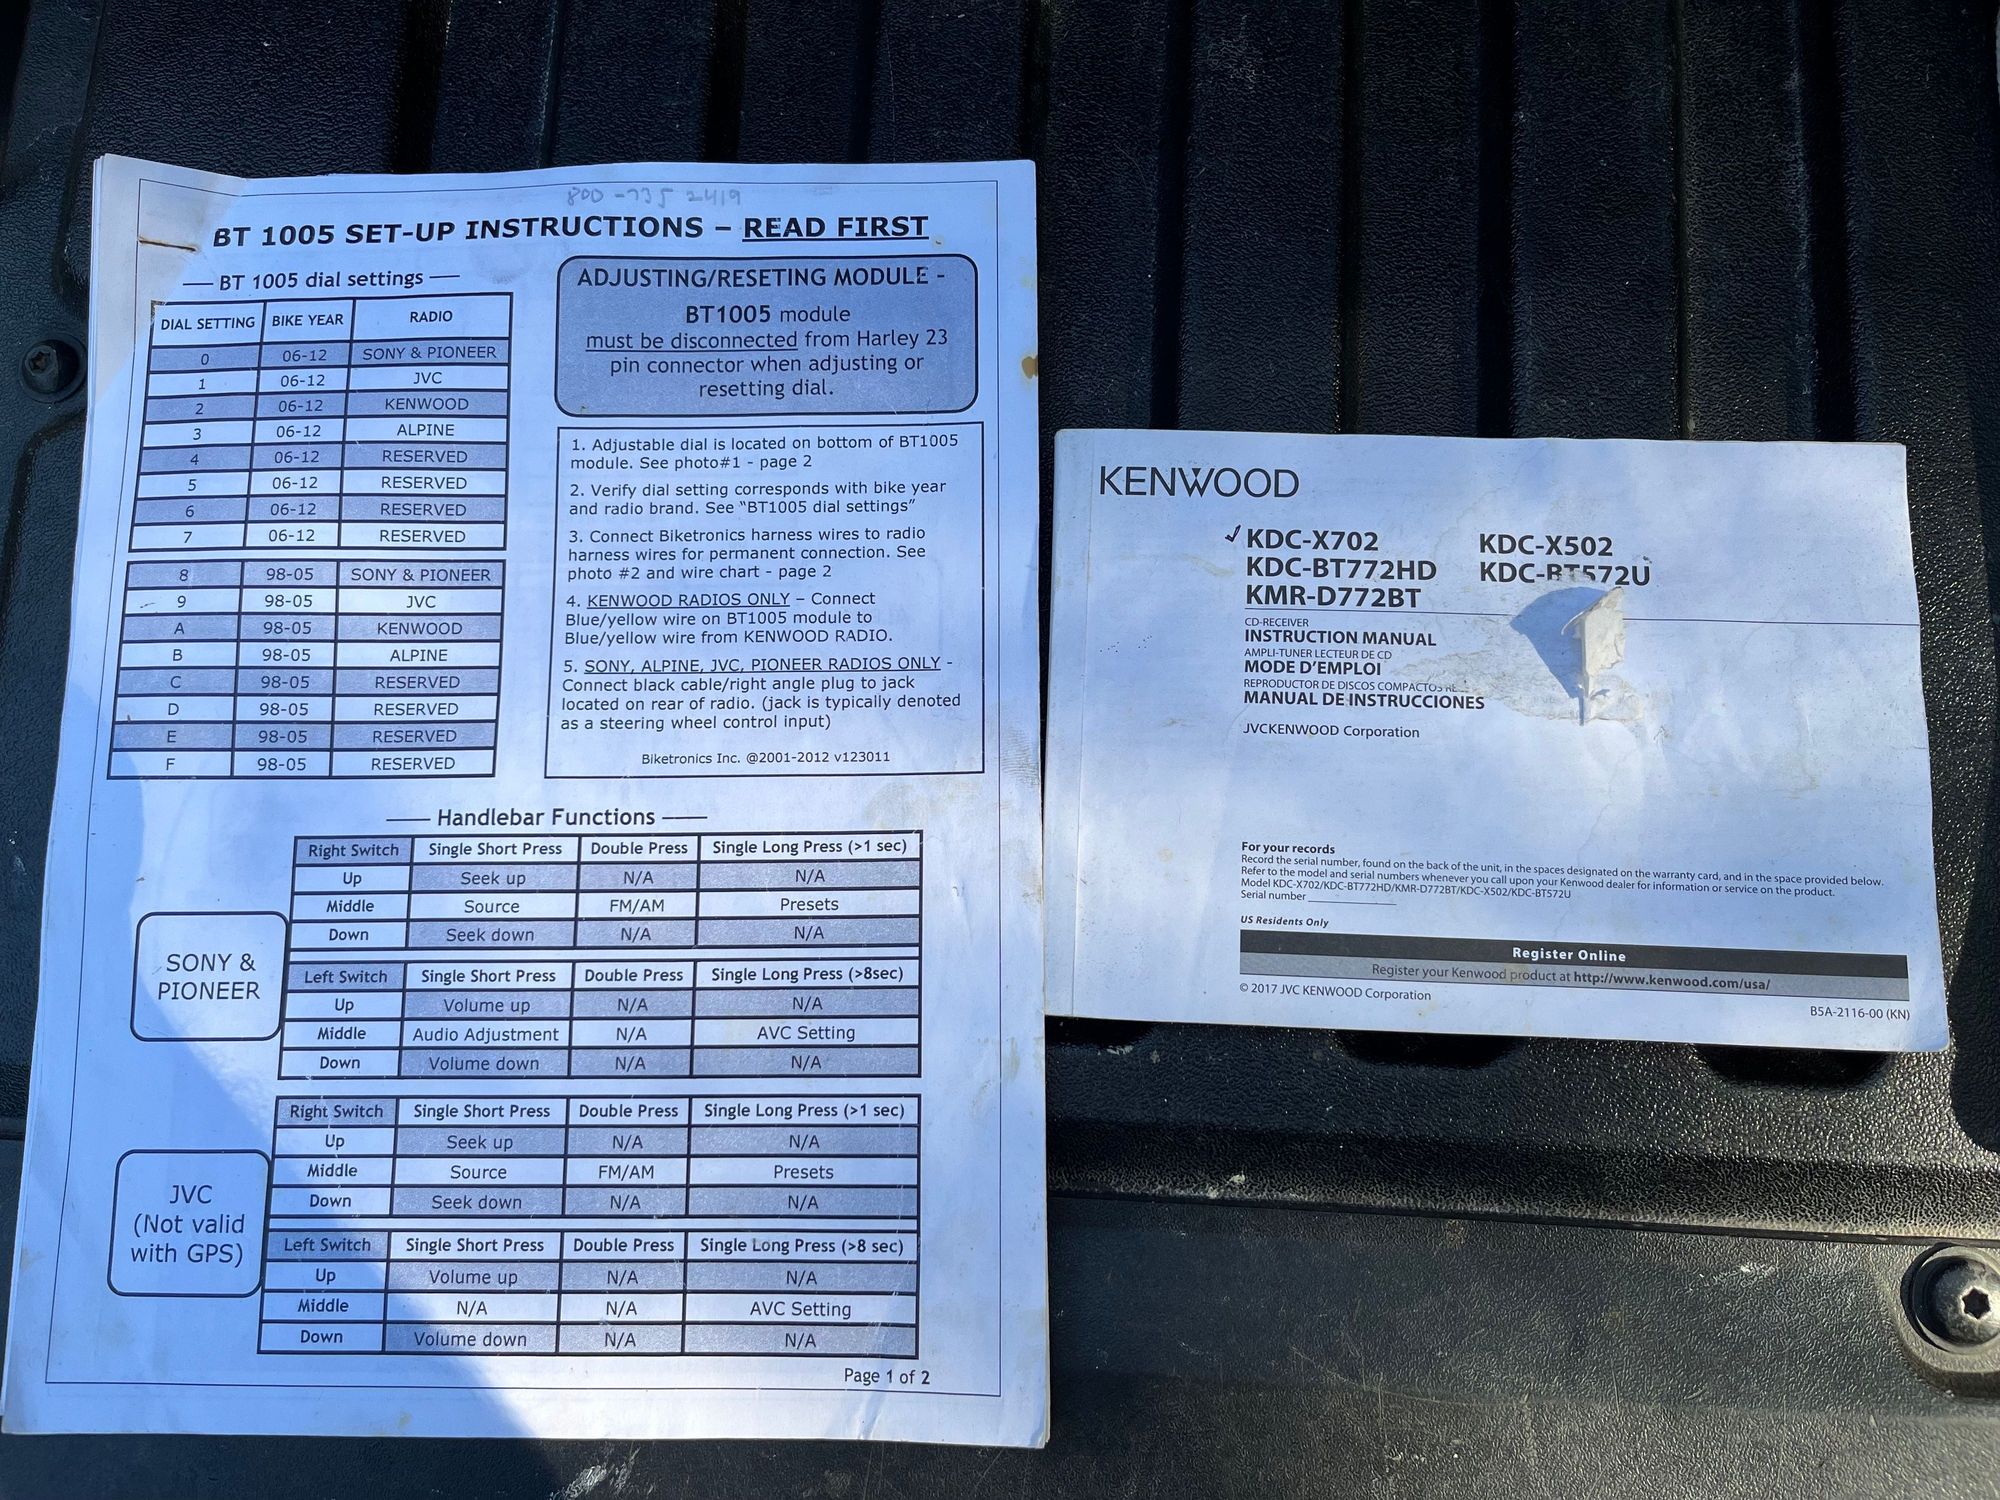 800-735 2419
BT 1005 SET-UP INSTRUCTIONS – READ FIRST
BT 1005 dial settings
DIAL SETTING BIKE YEAR RADIO
0 06-12 SONY & PIONEER
1 06-12 JVC
2 06-12 KENWOOD
3 06-12 ALPINE
4 06-12 RESERVED
5 06-12 RESERVED
6 06-12 RESERVED
7 06-12 RESERVED
8 98-05 SONY & PIONEER
9 98-05 JVC
A 98-05 KENWOOD
B 98-05 ALPINE
C 98-05 RESERVED
D 98-05 RESERVED
E 98-05 RESERVED
F 98-05 RESERVED
ADJUSTING/RESETING MODULE -
BT1005 module
must be disconnected from Harley 23
pin connector when adjusting or
resetting dial.
1. Adjustable dial is located on bottom of BT1005
module. See photo#1 - page 2
2. Verify dial setting corresponds with bike year
and radio brand. See "BT1005 dial settings"
3. Connect Biketronics harness wires to radio
harness wires for permanent connection. See
photo #2 and wire chart - page 2
4. KENWOOD RADIOS ONLY – Connect
Blue/yellow wire on BT1005 module to
Blue/yellow wire from KENWOOD RADIO.
5. SONY, ALPINE, JVC, PIONEER RADIOS ONLY -
Connect black cable/right angle plug to jack
located on rear of radio. (jack is typically denoted
as a steering wheel control input)
Biketronics Inc. @2001-2012 v123011
Handlebar Functions
SONY &
PIONEER
Right Switch Single Short Press Double Press Single Long Press (>1 sec)
Up Seek up N/A N/A
Middle Source FM/AM Presets
Down Seek down N/A N/A
Left Switch Single Short Press Double Press Single Long Press (>8sec)
Up Volume up N/A N/A
Middle Audio Adjustment N/A AVC Setting
Down Volume down N/A N/A
JVC
(Not valid
with GPS)
Right Switch Single Short Press Double Press Single Long Press (>1 sec)
Up Seek up N/A N/A
Middle Source FM/AM Presets
Down Seek down N/A N/A
Left Switch Single Short Press Double Press Single Long Press (>8 sec)
Up Volume up N/A N/A
Middle N/A N/A AVC Setting
Down Volume down N/A N/A
Page 1 of 2
KENWOOD
✓KDC-X702 KDC-X502
KDC-BT772HD KDC-BT572U
KMR-D772BT
CD-RECEIVER
INSTRUCTION MANUAL
AMPLI-TUNER LECTEUR DE CD
MODE D'EMPLOI
REPRODUCTOR DE DISCOS COMPACTOS
MANUAL DE INSTRUCCIONES
JVCKENWOOD Corporation
For your records
Record the serial number, found on the back of the unit, in the spaces designated on the warranty card, and in the space provided below.
Refer to the model and serial numbers whenever you call upon your Kenwood dealer for information or service on the product.
Model KDC-X702/KDC-BT772HD/KMR-D772BT/KDC-X502/KDC-BT572U
Serial number
US Residents Only
Register Online
Register your Kenwood product at http://www.kenwood.com/usa/
© 2017 JVC KENWOOD Corporation
B5A-2116-00 (KN)